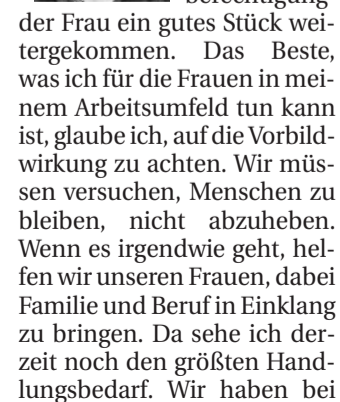 berechtigung
der Frau ein gutes Stück wei-
tergekommen. Das Beste,
was ich für die Frauen in mei-
nem Arbeitsumfeld tun kann
ist, glaube ich, auf die Vorbild-
wirkung zu achten. Wir müs-
sen versuchen, Menschen zu
bleiben, nicht abzuheben.
Wenn es irgendwie geht, hel-
fen wir unseren Frauen, dabei
Familie und Beruf in Einklang
zu bringen. Da sehe ich der-
zeit noch den größten Hand-
lungsbedarf. Wir haben bei